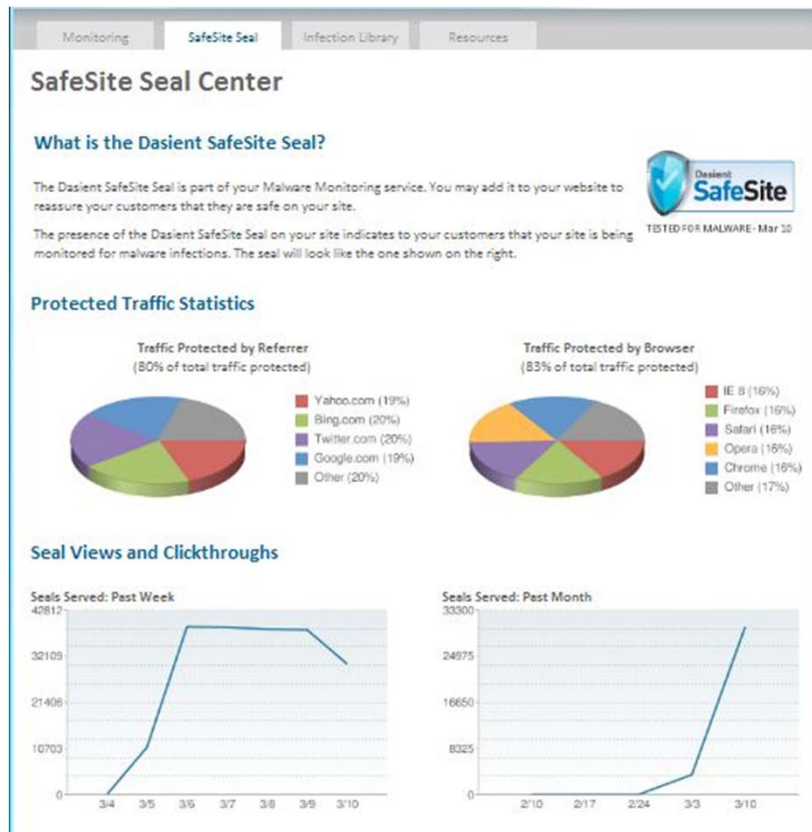 Monitoring
SafeSite Seal
Infection Library
Resources
SafeSite Seal Center
What is the Dasient SafeSite Seal?
The Dasient SafeSite Seal is part of your Malware Monitoring service. You may add it to your website to
reassure your customers that they are safe on your site.
The presence of the Dasient SafeSite Seal on your site indicates to your customers that your site is being
monitored for malware infections. The seal will look like the one shown on the right.
Dasient
SafeSite
TESTED FOR MALWARE - Mar 10
Protected Traffic Statistics
Traffic Protected by Referrer
(80% of total traffic protected)
Yahoo.com (19%)
Bing.com (20%)
Twitter.com (20%)
Google.com (19%)
Other (20%)
Traffic Protected by Browser
(83% of total traffic protected)
IE 8 (16%)
Firefox (16%)
Safari (16%)
Opera (16%)
Chrome (16%)
Other (17%)
Seal Views and Clickthroughs
Seals Served: Past Week
42812
32109
21406
10703
0
3/4 3/5 3/6 3/7 3/8 3/9 3/10
Seals Served: Past Month
33300
24975
16650
8325
0
2/10 2/17 2/24 3/3 3/10